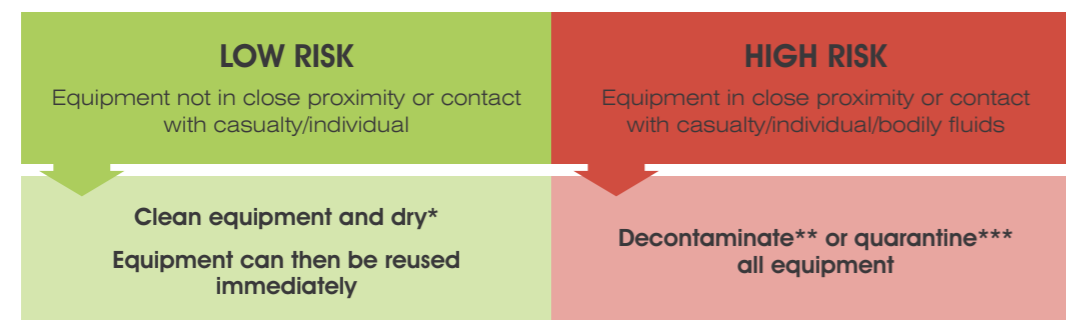 LOW RISK
Equipment not in close proximity or contact
with casualty/individual
HIGH RISK
Equipment in close proximity or contact
with casualty/individual/bodily fluids
Clean equipment and dry*
Equipment can then be reused
immediately
Decontaminate** or quarantine***
all equipment